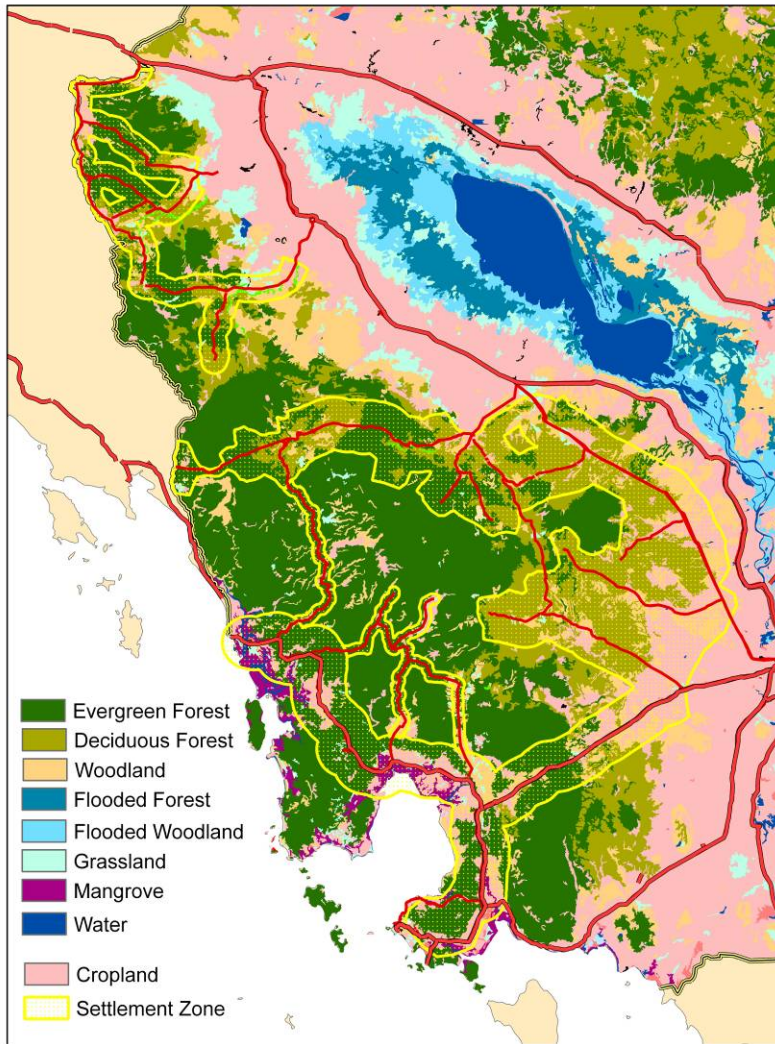 Evergreen Forest
Deciduous Forest
Woodland
Flooded Forest
Flooded Woodland
Grassland
Mangrove
Water
Cropland
Settlement Zone